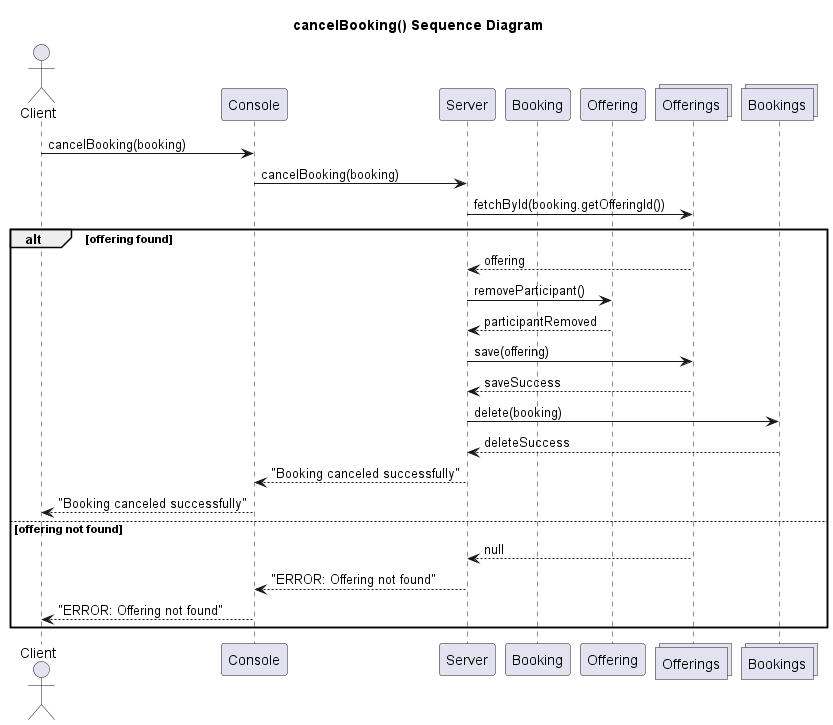 cancelBooking() Sequence Diagram
Client
Console
Server
Booking
Offering
Offerings
Bookings
cancelBooking(booking)
cancelBooking(booking)
fetchById(booking.getOfferingId())
alt
[offering found]
offering
removeParticipant()
participantRemoved
save(offering)
saveSuccess
delete(booking)
deleteSuccess
"Booking canceled successfully"
"Booking canceled successfully"
[offering not found]
null
"ERROR: Offering not found"
"ERROR: Offering not found"
Client
Console
Server
Booking
Offering
Offerings
Bookings